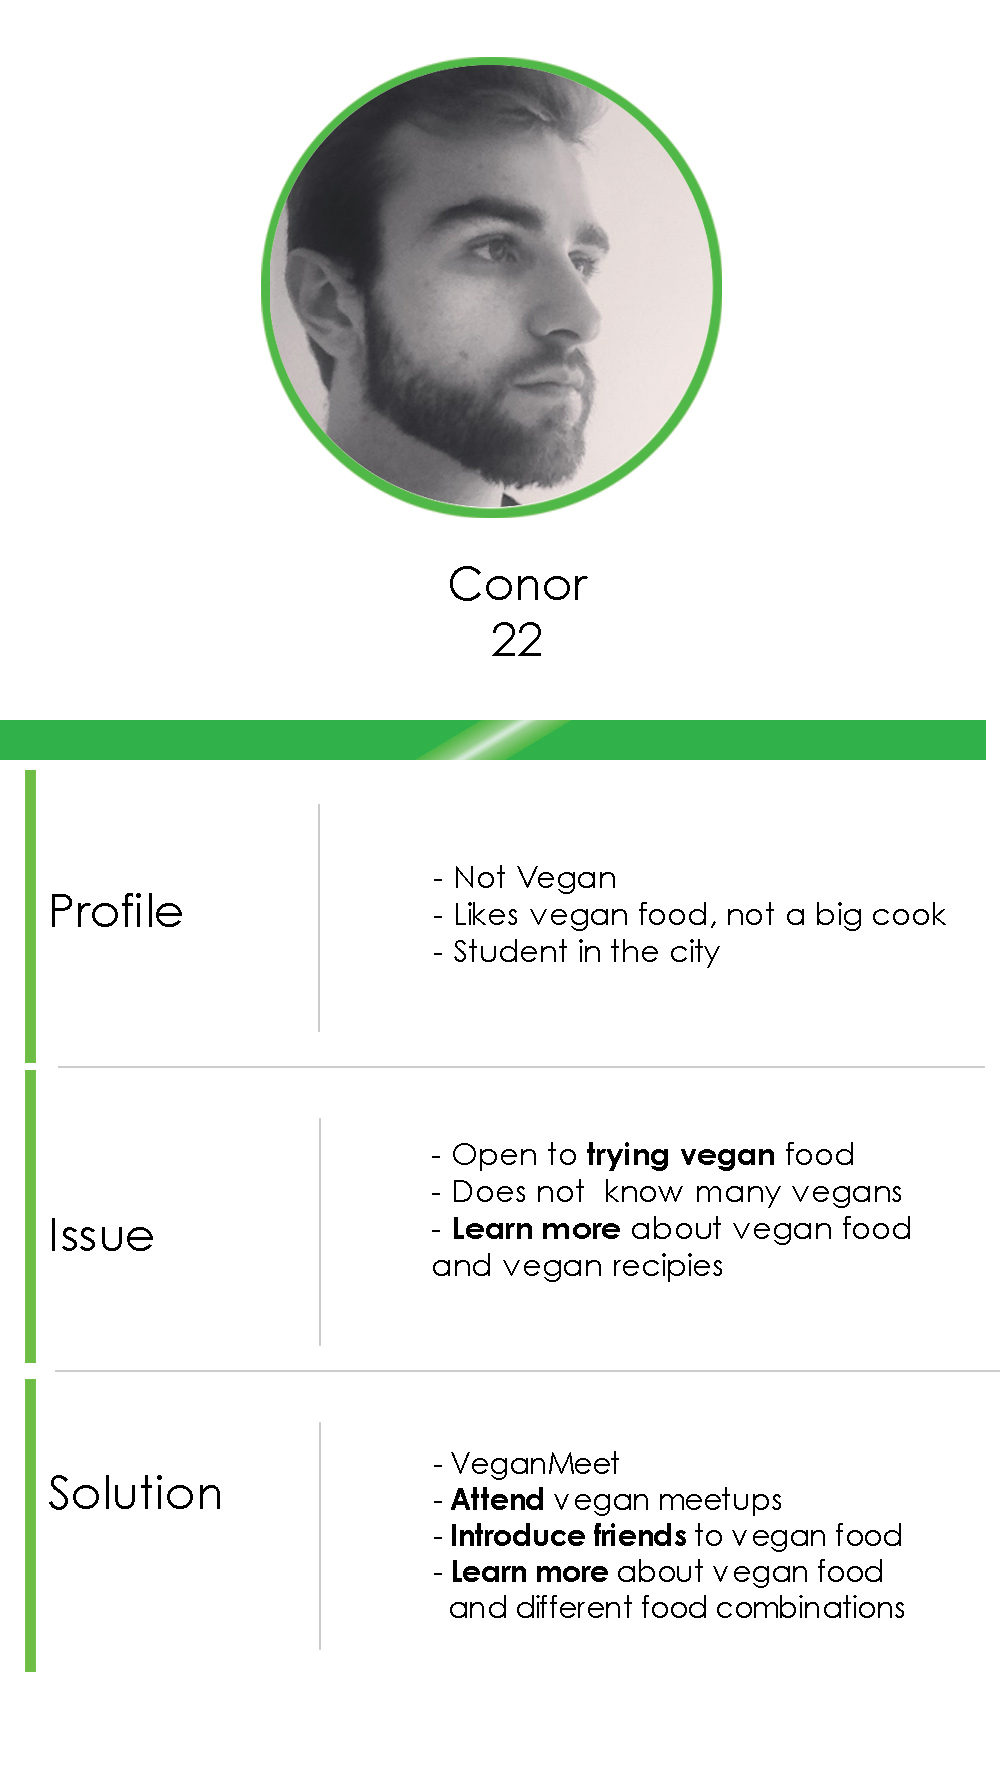 Conor
22
Profile
- Not Vegan
- Likes vegan food, not a big cook
- Student in the city
Issue
- Open to trying vegan food
- Does not know many vegans
- Learn more about vegan food
and vegan recipies
Solution
- VeganMeet
- Attend vegan meetups
- Introduce friends to vegan food
- Learn more about vegan food
and different food combinations